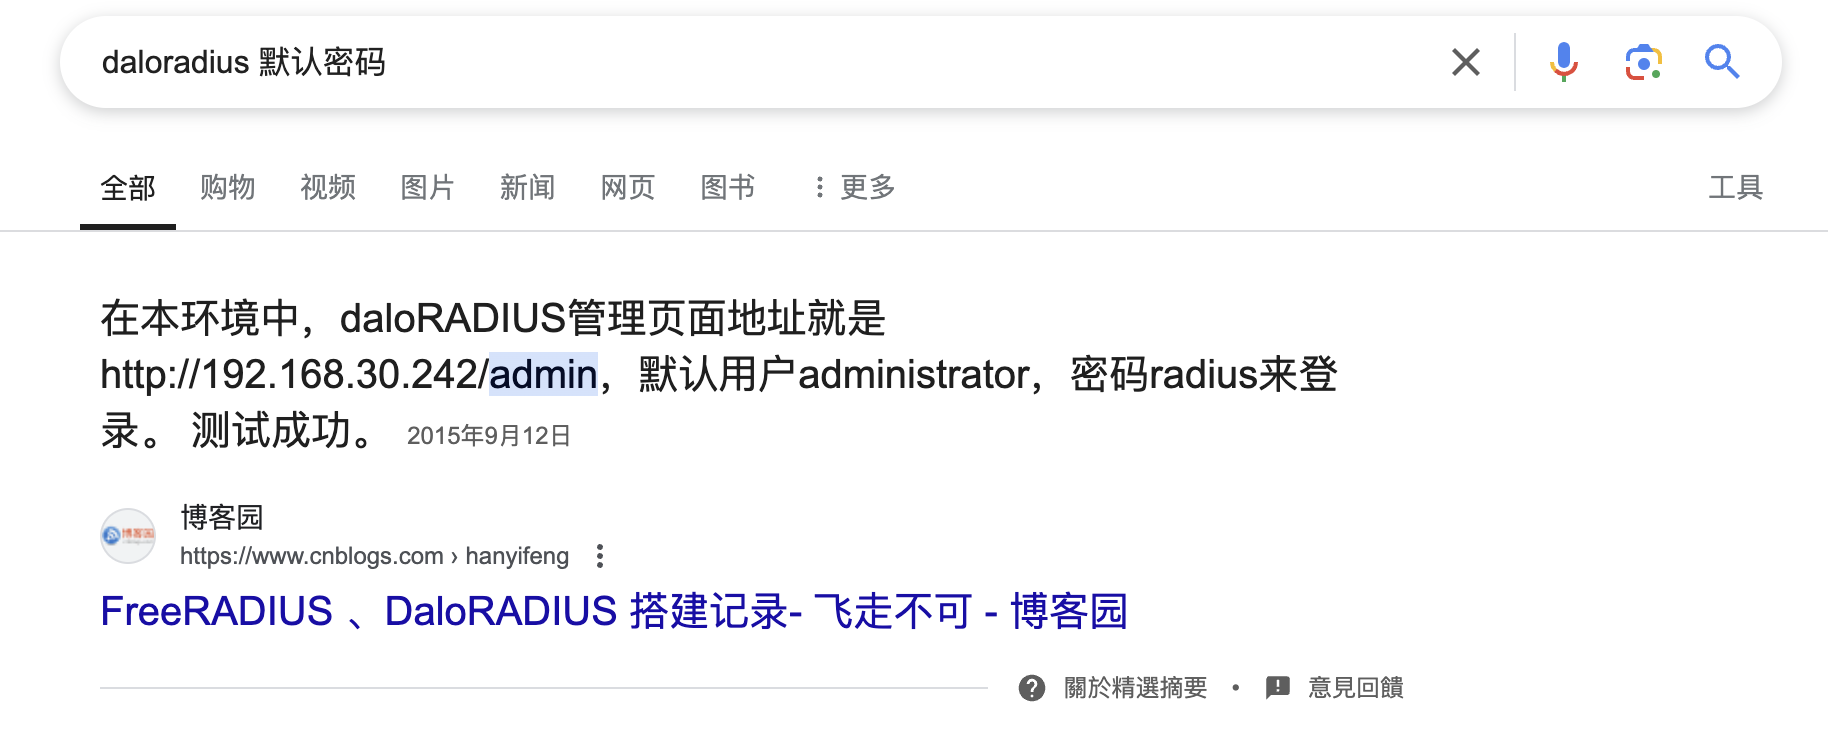 daloradius 默认密码
全部 购物 视频 图片 新闻 网页 图书 更多 工具
在本环境中，daloRADIUS管理页面地址就是
http://192.168.30.242/admin，默认用户administrator，密码radius来登
录。 测试成功。 2015年9月12日
博客园
https://www.cnblogs.com › hanyifeng
FreeRADIUS 、DaloRADIUS 搭建记录- 飞走不可 - 博客园
關於精選摘要 • 意見回饋